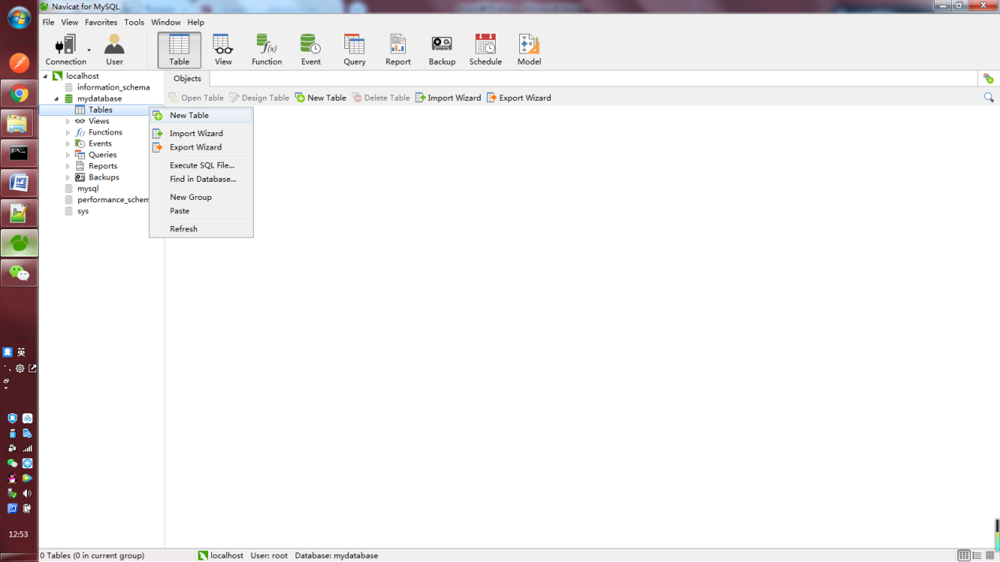 Navicat for MySQL
File View Favorites Tools Window Help
Connection User Table View Function Event Query Report Backup Schedule Model
localhost
information_schema
mydatabase
Tables
Views
Functions
Events
Queries
Reports
Backups
mysql
performance_schem
sys
Objects
Open Table Design Table New Table Delete Table Import Wizard Export Wizard
New Table
Import Wizard
Export Wizard
Execute SQL File...
Find in Database...
New Group
Paste
Refresh
英
12:53
0 Tables (0 in current group) localhost User: root Database: mydatabase